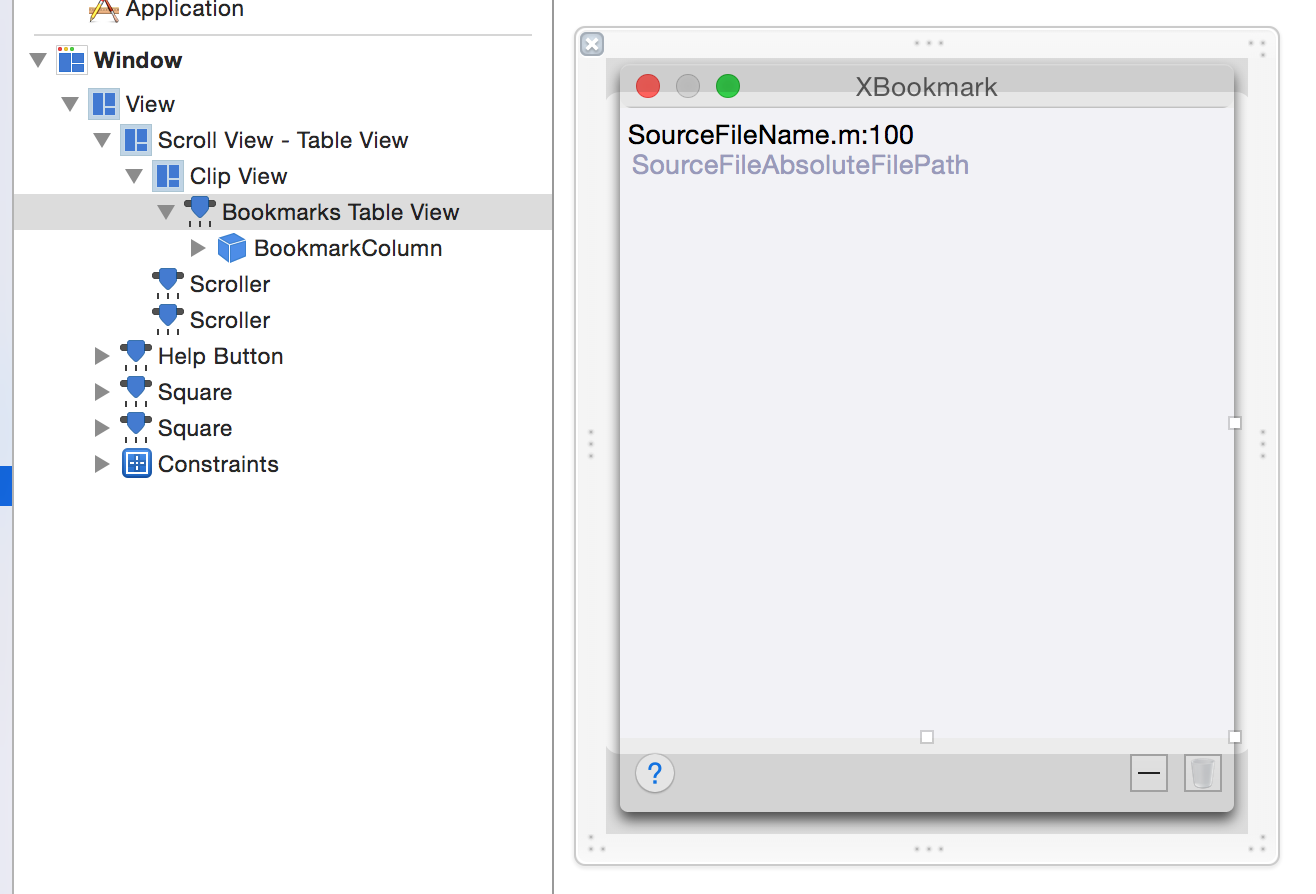 Application
Window
View
Scroll View - Table View
Clip View
Bookmarks Table View
BookmarkColumn
Scroller
Scroller
Help Button
Square
Square
Constraints
XBookmark
SourceFileName.m:100
SourceFileAbsoluteFilePath
?